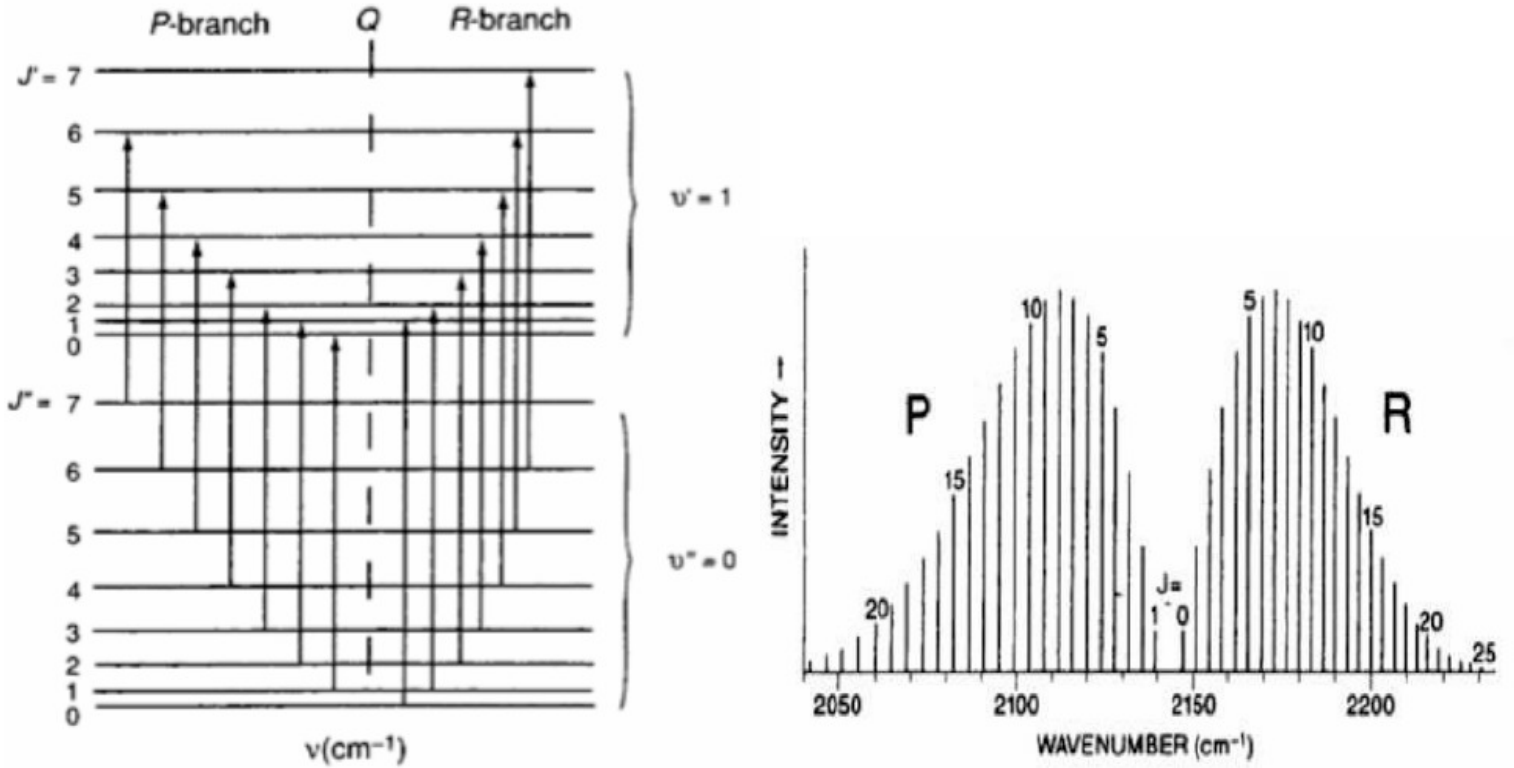 P-branch Q R-branch
J' = 7
6
5
4
3
2
1
0
υ' = 1
J" = 7
6
5
4
3
2
1
0
υ" = 0
ν(cm⁻¹)
INTENSITY →
P
R
20
15
10
5
J=
1 0
5
10
15
20
25
2050 2100 2150 2200
WAVENUMBER (cm⁻¹)